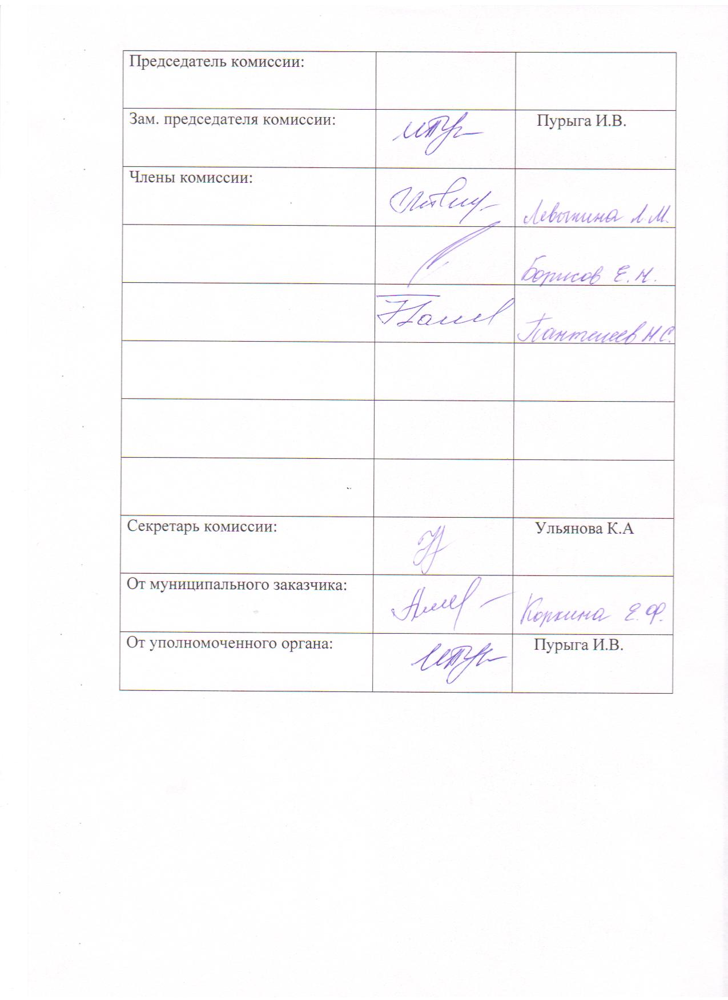 Председатель комиссии:
Зам. председателя комиссии: Пурыга И.В.
Члены комиссии: Левыкина Л.М.
Борисов Е.Н.
Пантелеев Н.С.
Секретарь комиссии: Ульянова К.А
От муниципального заказчика: Коркина Е.Ф.
От уполномоченного органа: Пурыга И.В.